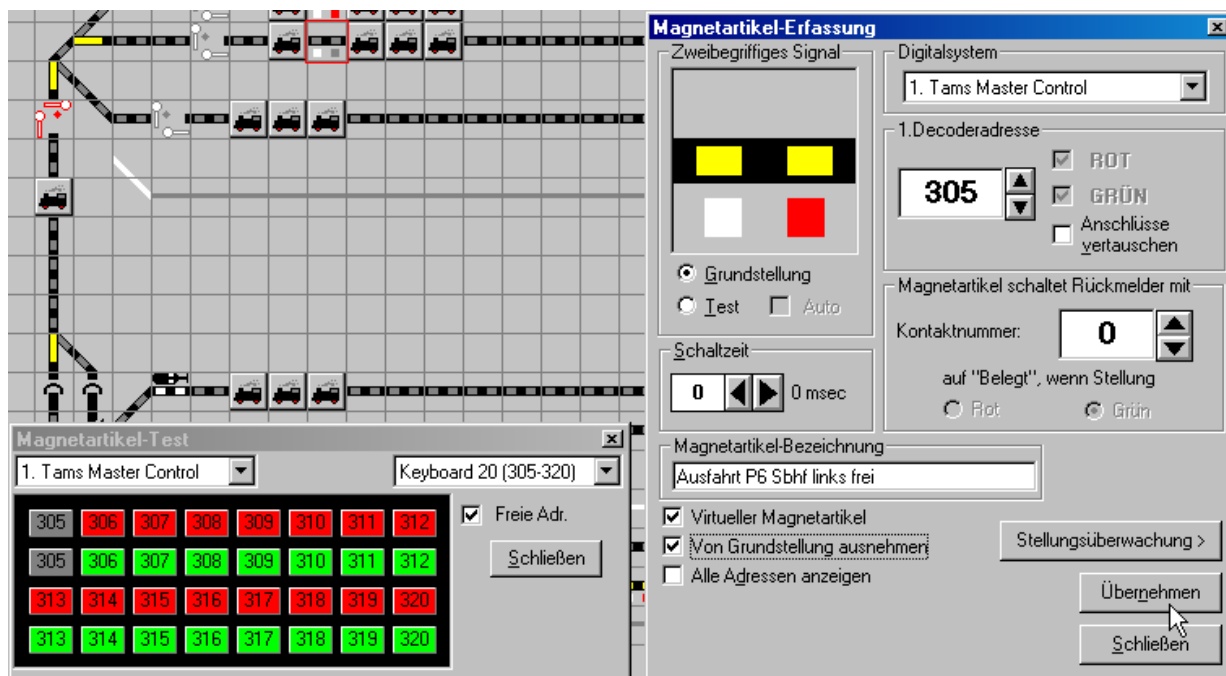 Magnetartikel-Erfassung
Zweibegriffiges Signal
Grundstellung
Test
Auto
Schaltzeit
0
0 msec
Digitalsystem
1. Tams Master Control
1.Decoderadresse
305
ROT
GRÜN
Anschlüsse
vertauschen
Magnetartikel schaltet Rückmelder mit
Kontaktnummer:
0
auf "Belegt", wenn Stellung
Rot
Grün
Magnetartikel-Bezeichnung
Ausfahrt P6 Sbhf links frei
Virtueller Magnetartikel
Von Grundstellung ausnehmen
Alle Adressen anzeigen
Stellungsüberwachung >
Übernehmen
Schließen
Magnetartikel-Test
1. Tams Master Control
Keyboard 20 (305-320)
305 306 307 308 309 310 311 312
305 306 307 308 309 310 311 312
313 314 315 316 317 318 319 320
313 314 315 316 317 318 319 320
Freie Adr.
Schließen